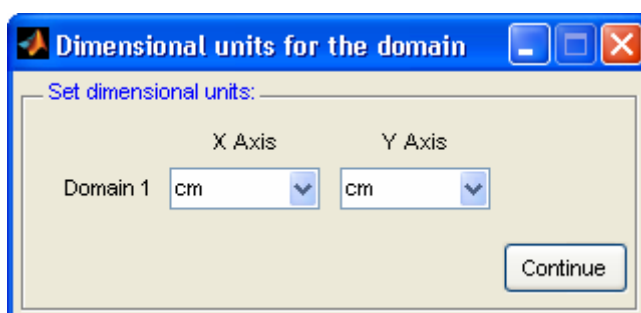 Dimensional units for the domain
Set dimensional units:
X Axis Y Axis
Domain 1 cm cm
Continue